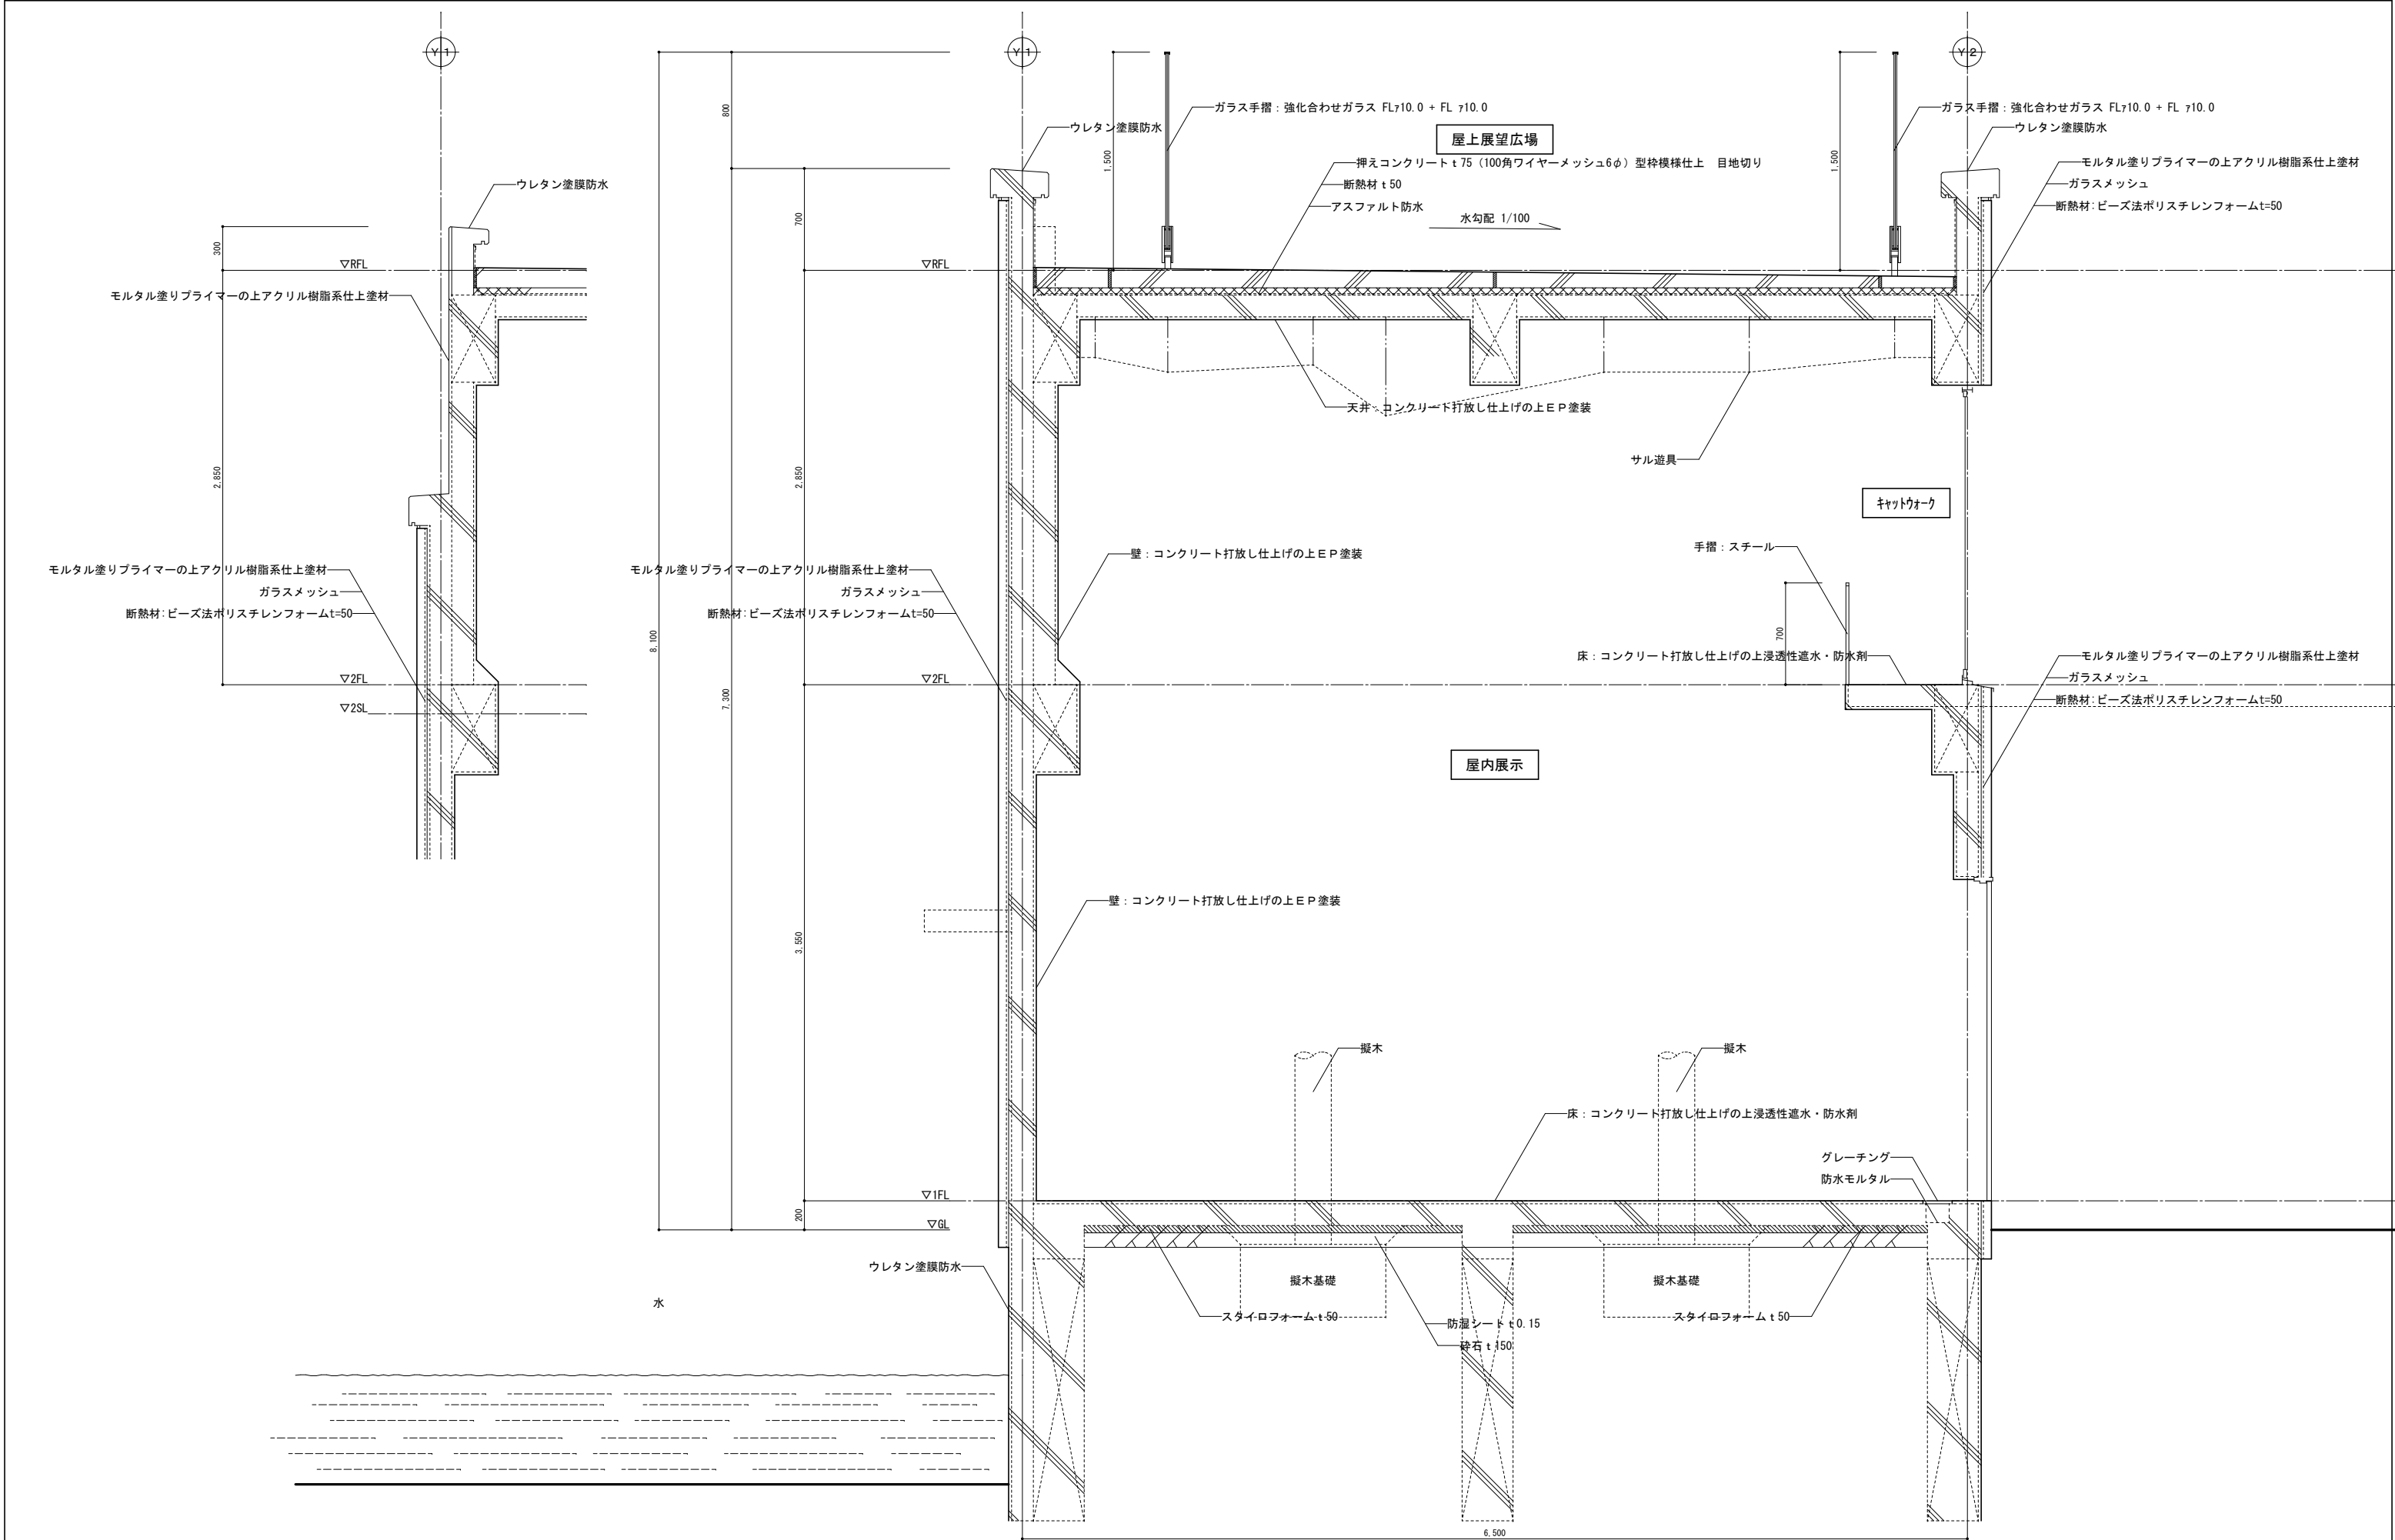 Y-1
Y-1
Y-2
800
1,500
1,500
ガラス手摺：強化合わせガラス FLｱ10.0 + FL ｱ10.0
ガラス手摺：強化合わせガラス FLｱ10.0 + FL ｱ10.0
ウレタン塗膜防水
屋上展望広場
ウレタン塗膜防水
押えコンクリートｔ75（100角ワイヤーメッシュ6φ）型枠模様仕上　目地切り
モルタル塗りプライマーの上アクリル樹脂系仕上塗材
ウレタン塗膜防水
断熱材ｔ50
ガラスメッシュ
アスファルト防水
断熱材:ビーズ法ポリスチレンフォームt=50
水勾配 1/100
700
300
▽RFL
▽RFL
モルタル塗りプライマーの上アクリル樹脂系仕上塗材
天井：コンクリート打放し仕上げの上ＥＰ塗装
サル遊具
2,850
2,850
キャットウォーク
手摺：スチール
壁：コンクリート打放し仕上げの上ＥＰ塗装
モルタル塗りプライマーの上アクリル樹脂系仕上塗材
モルタル塗りプライマーの上アクリル樹脂系仕上塗材
ガラスメッシュ
ガラスメッシュ
断熱材:ビーズ法ポリスチレンフォームt=50
断熱材:ビーズ法ポリスチレンフォームt=50
8,100
700
床：コンクリート打放し仕上げの上浸透性遮水・防水剤
モルタル塗りプライマーの上アクリル樹脂系仕上塗材
▽2FL
▽2FL
ガラスメッシュ
7,300
断熱材:ビーズ法ポリスチレンフォームt=50
▽2SL
屋内展示
壁：コンクリート打放し仕上げの上ＥＰ塗装
3,550
擬木
擬木
床：コンクリート打放し仕上げの上浸透性遮水・防水剤
グレーチング
防水モルタル
▽1FL
200
▽GL
ウレタン塗膜防水
擬木基礎
擬木基礎
水
スタイロフォームｔ50
スタイロフォームｔ50
防湿シートｔ0.15
砕石ｔ150
6,500